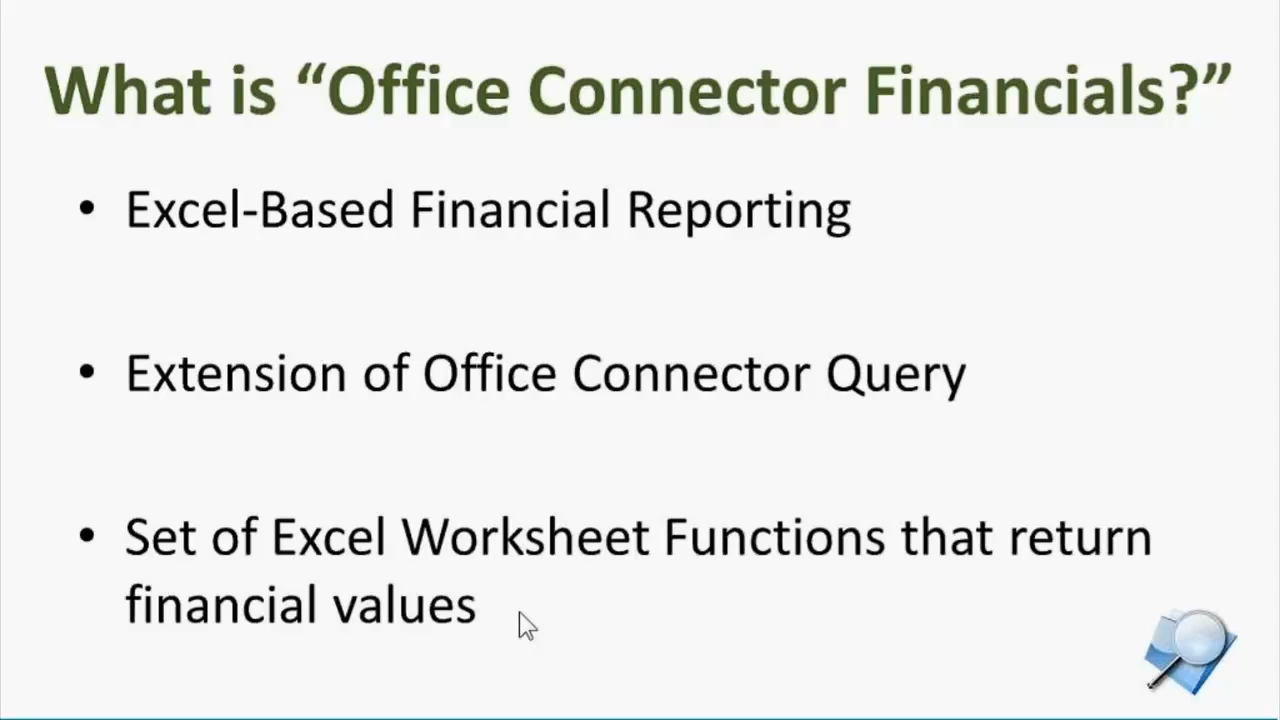 What is “Office Connector Financials?”
• Excel-Based Financial Reporting
• Extension of Office Connector Query
• Set of Excel Worksheet Functions that return
financial values